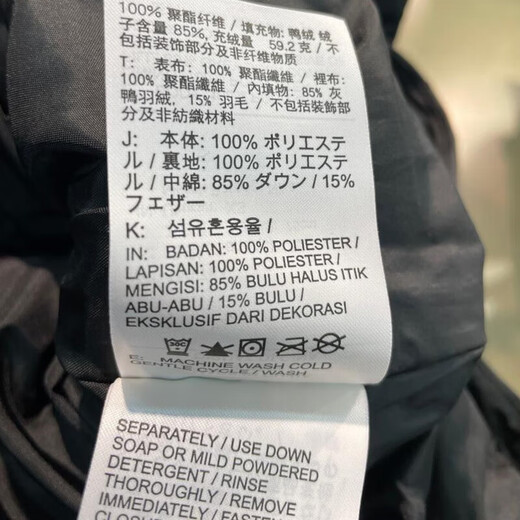 100% 聚酯纤维 / 填充物: 鸭绒 绒
子含量 85%, 充绒量 59.2 克 / 不
包括装饰部分及非纤维物质
T: 表布: 100% 聚酯纖維 / 裡布:
100% 聚酯纖維 / 內填物: 85% 灰
鴨羽絨, 15% 羽毛 / 不包括裝飾部
分及非紡織材料
J: 本体: 100% ポリエステ
ル / 裏地: 100% ポリエステ
ル / 中綿: 85% ダウン / 15%
フェザー
K: 섬유혼용율 /
IN: BADAN: 100% POLIESTER /
LAPISAN: 100% POLIESTER /
MENGISI: 85% BULU HALUS ITIK
ABU-ABU / 15% BULU /
EKSKLUSIF DARI DEKORASI
E: MACHINE WASH COLD
GENTLE CYCLE / WASH
SEPARATELY / USE DOWN
SOAP OR MILD POWDERED
DETERGENT / RINSE
THOROUGHLY / REMOVE
IMMEDIATELY / FASTEN